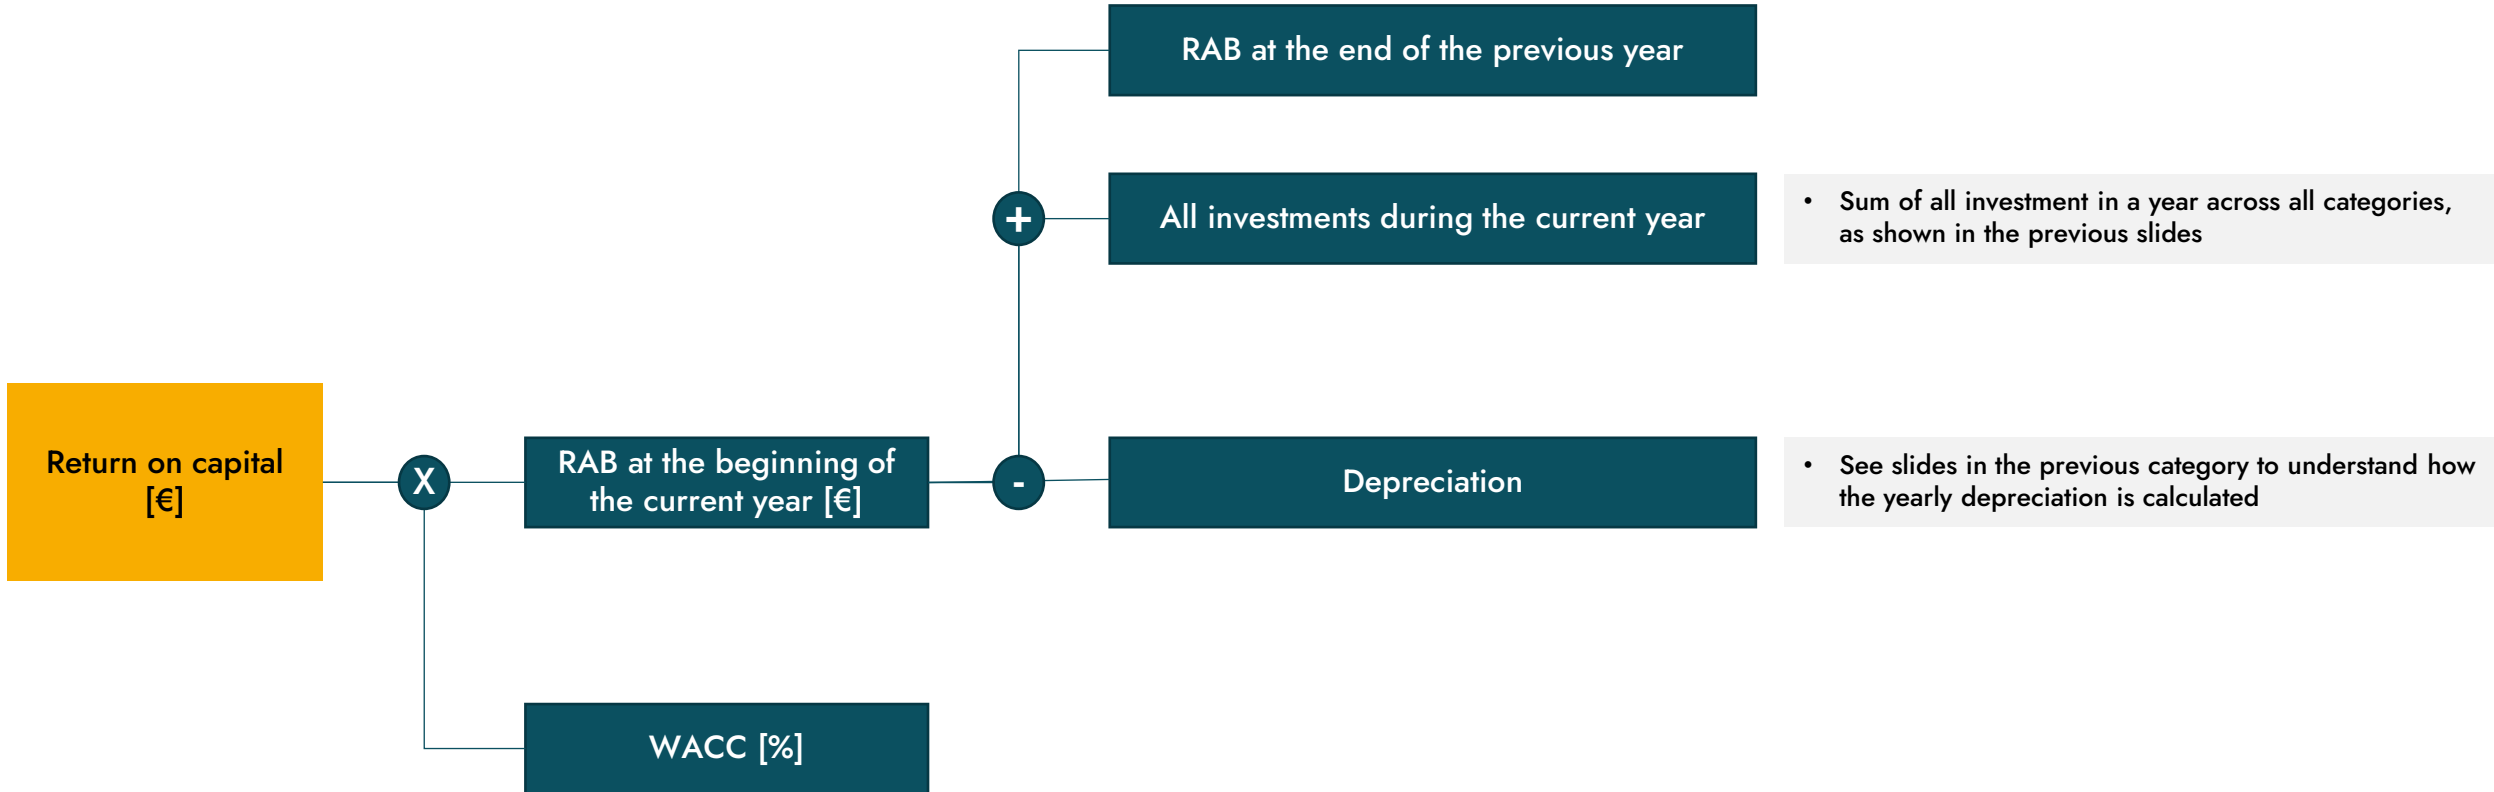 RAB at the end of the previous year
+
All investments during the current year
• Sum of all investment in a year across all categories,
as shown in the previous slides
Return on capital
[€]
X
RAB at the beginning of
the current year [€]
-
Depreciation
• See slides in the previous category to understand how
the yearly depreciation is calculated
WACC [%]